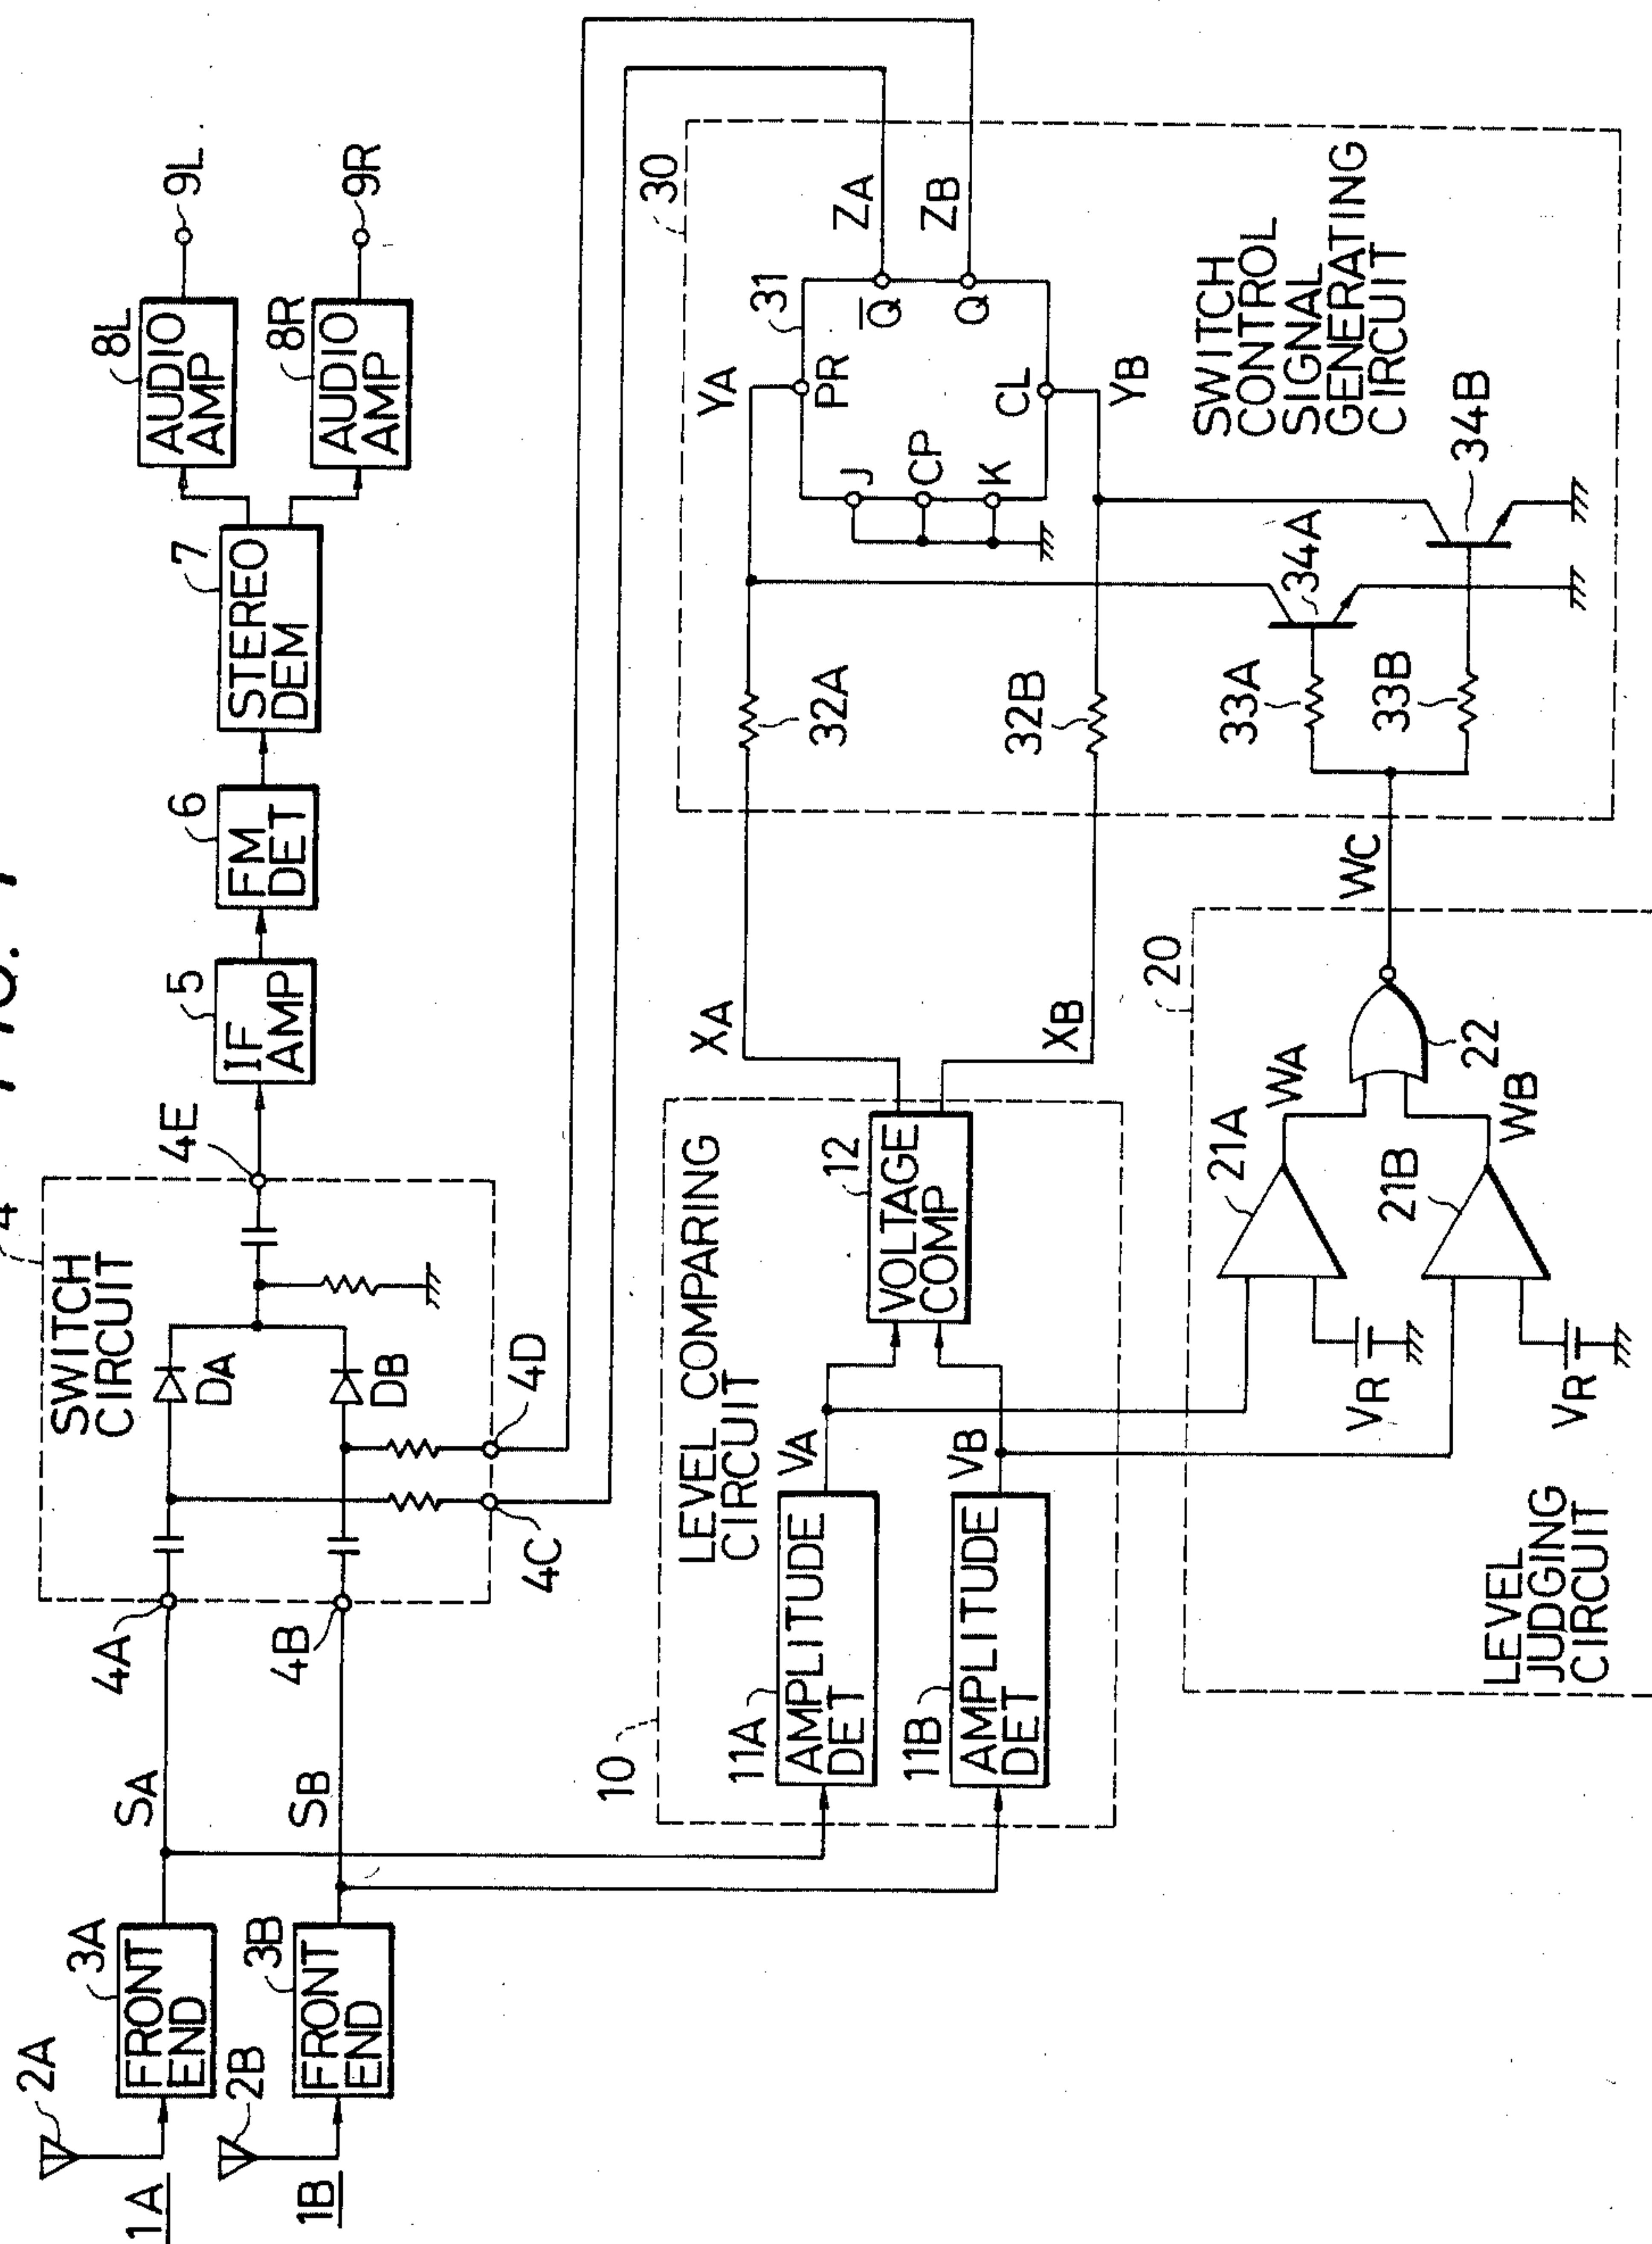 FIG. 1
2A
1A
3A
FRONT
END
2B
1B
3B
FRONT
END
SA
SB
4
SWITCH
CIRCUIT
4A
4B
4C
4D
4E
DA
DB
5
IF
AMP
6
FM
DET
7
STEREO
DEM
8L
AUDIO
AMP
9L
8R
AUDIO
AMP
9R
10
LEVEL COMPARING
CIRCUIT
11A
AMPLITUDE
DET
11B
AMPLITUDE
DET
VA
VB
12
VOLTAGE
COMP
XA
XB
20
LEVEL
JUDGING
CIRCUIT
21A
21B
VR
VR
WA
WB
22
WC
30
SWITCH
CONTROL
SIGNAL
GENERATING
CIRCUIT
31
32A
32B
33A
33B
34A
34B
YA
YB
PR
J
CP
K
CL
Q̅
Q
ZA
ZB